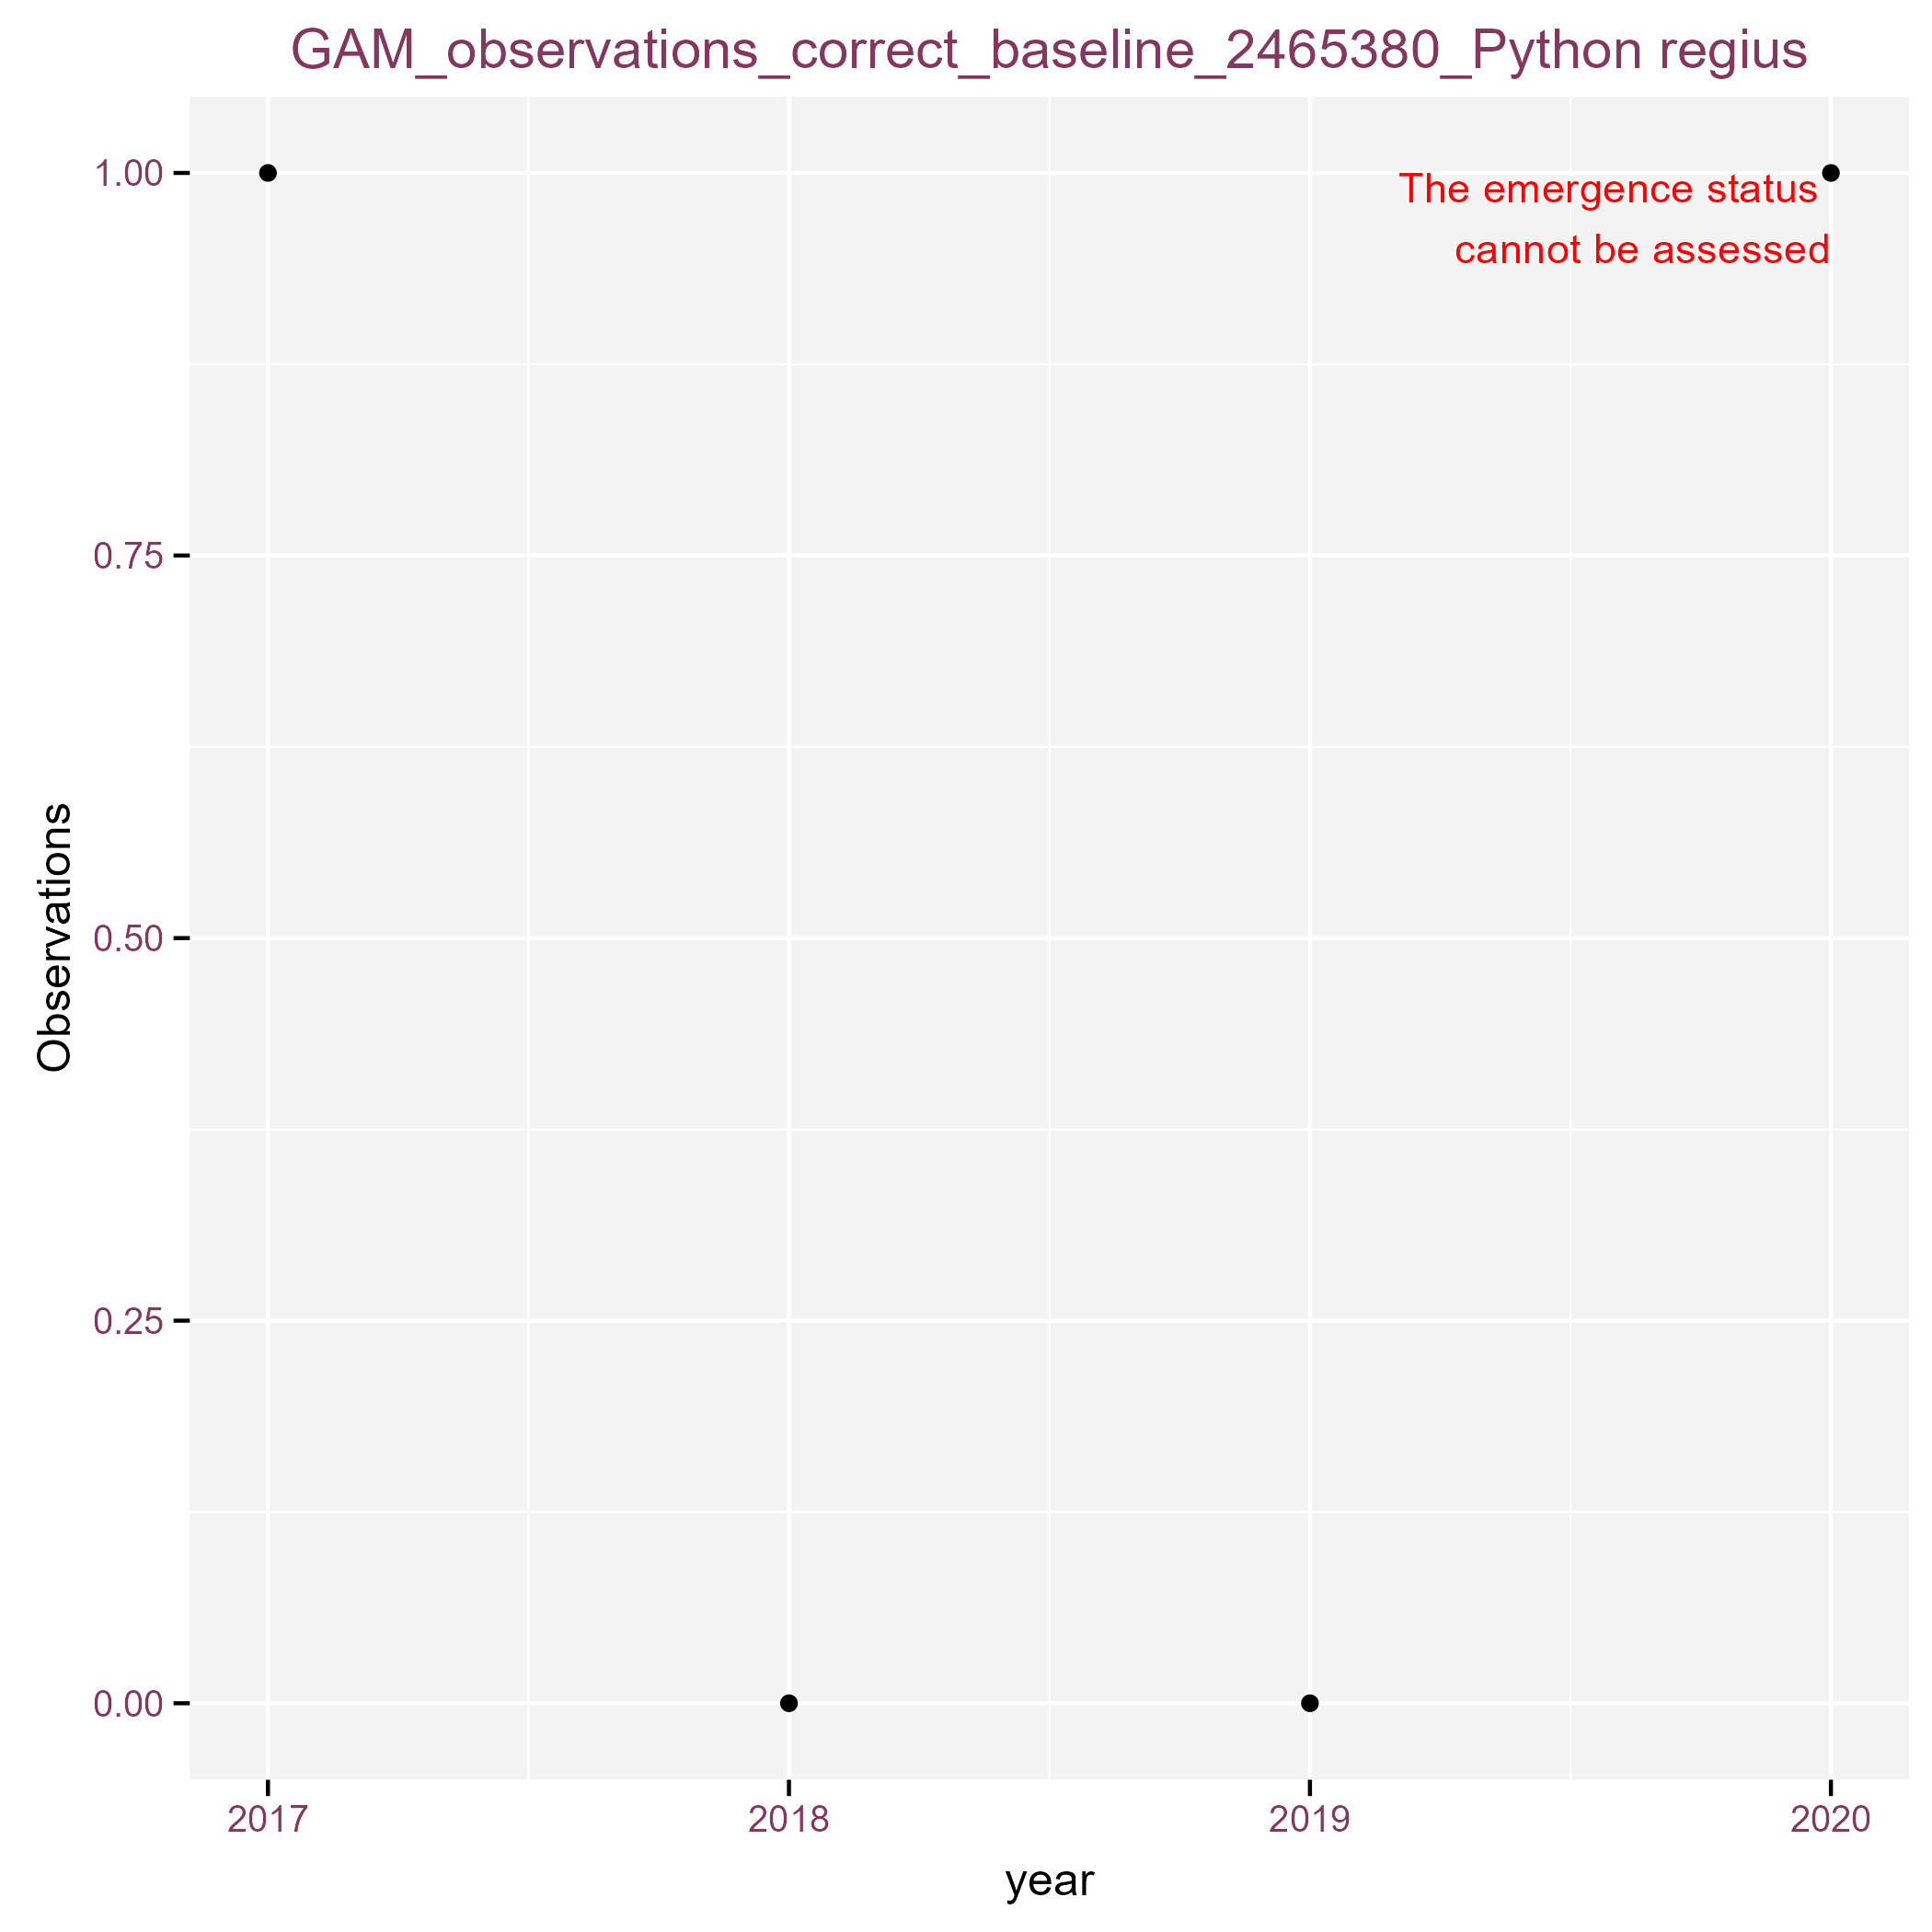 GAM_observations_correct_baseline_2465380_Python regius
1.00
The emergence status
cannot be assessed
0.75
0.50
0.25
0.00
Observations
2017 2018 2019 2020
year